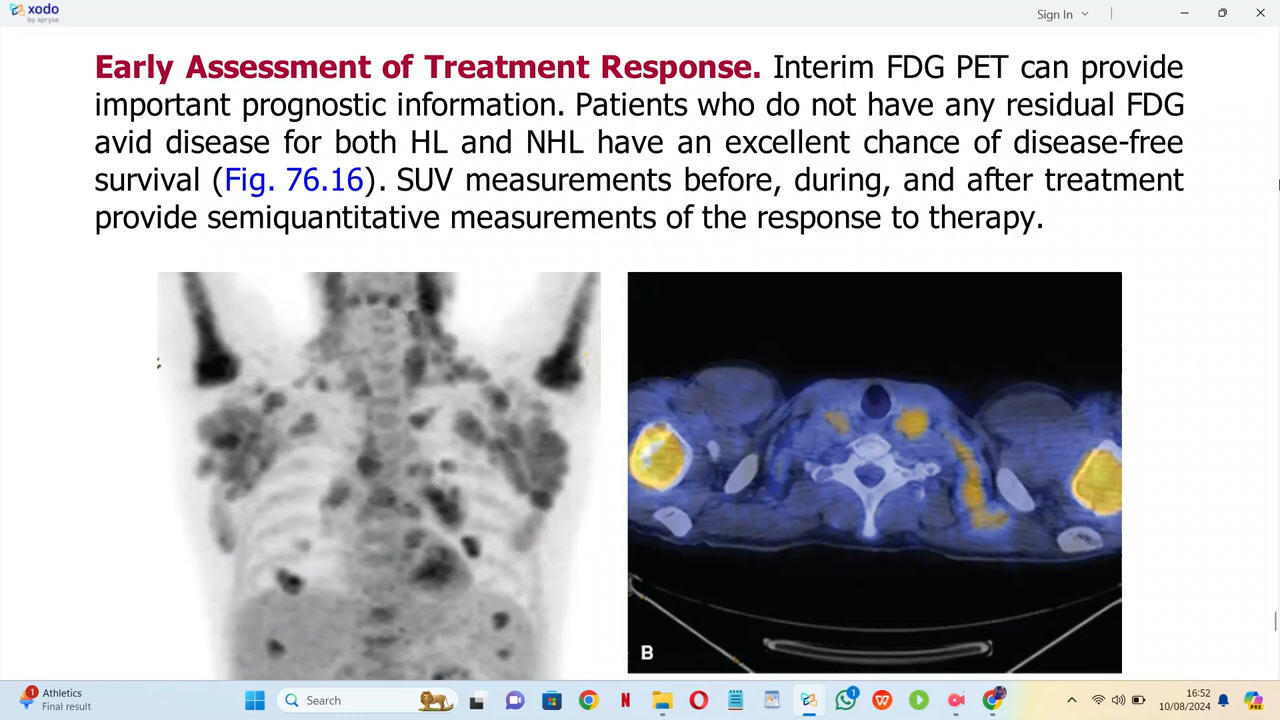 xodo
by apryse
Sign In
Early Assessment of Treatment Response. Interim FDG PET can provide
important prognostic information. Patients who do not have any residual FDG
avid disease for both HL and NHL have an excellent chance of disease-free
survival (Fig. 76.16). SUV measurements before, during, and after treatment
provide semiquantitative measurements of the response to therapy.
B
1
Athletics
Final result
Search
N
1
W
16:52
10/08/2024
PRE